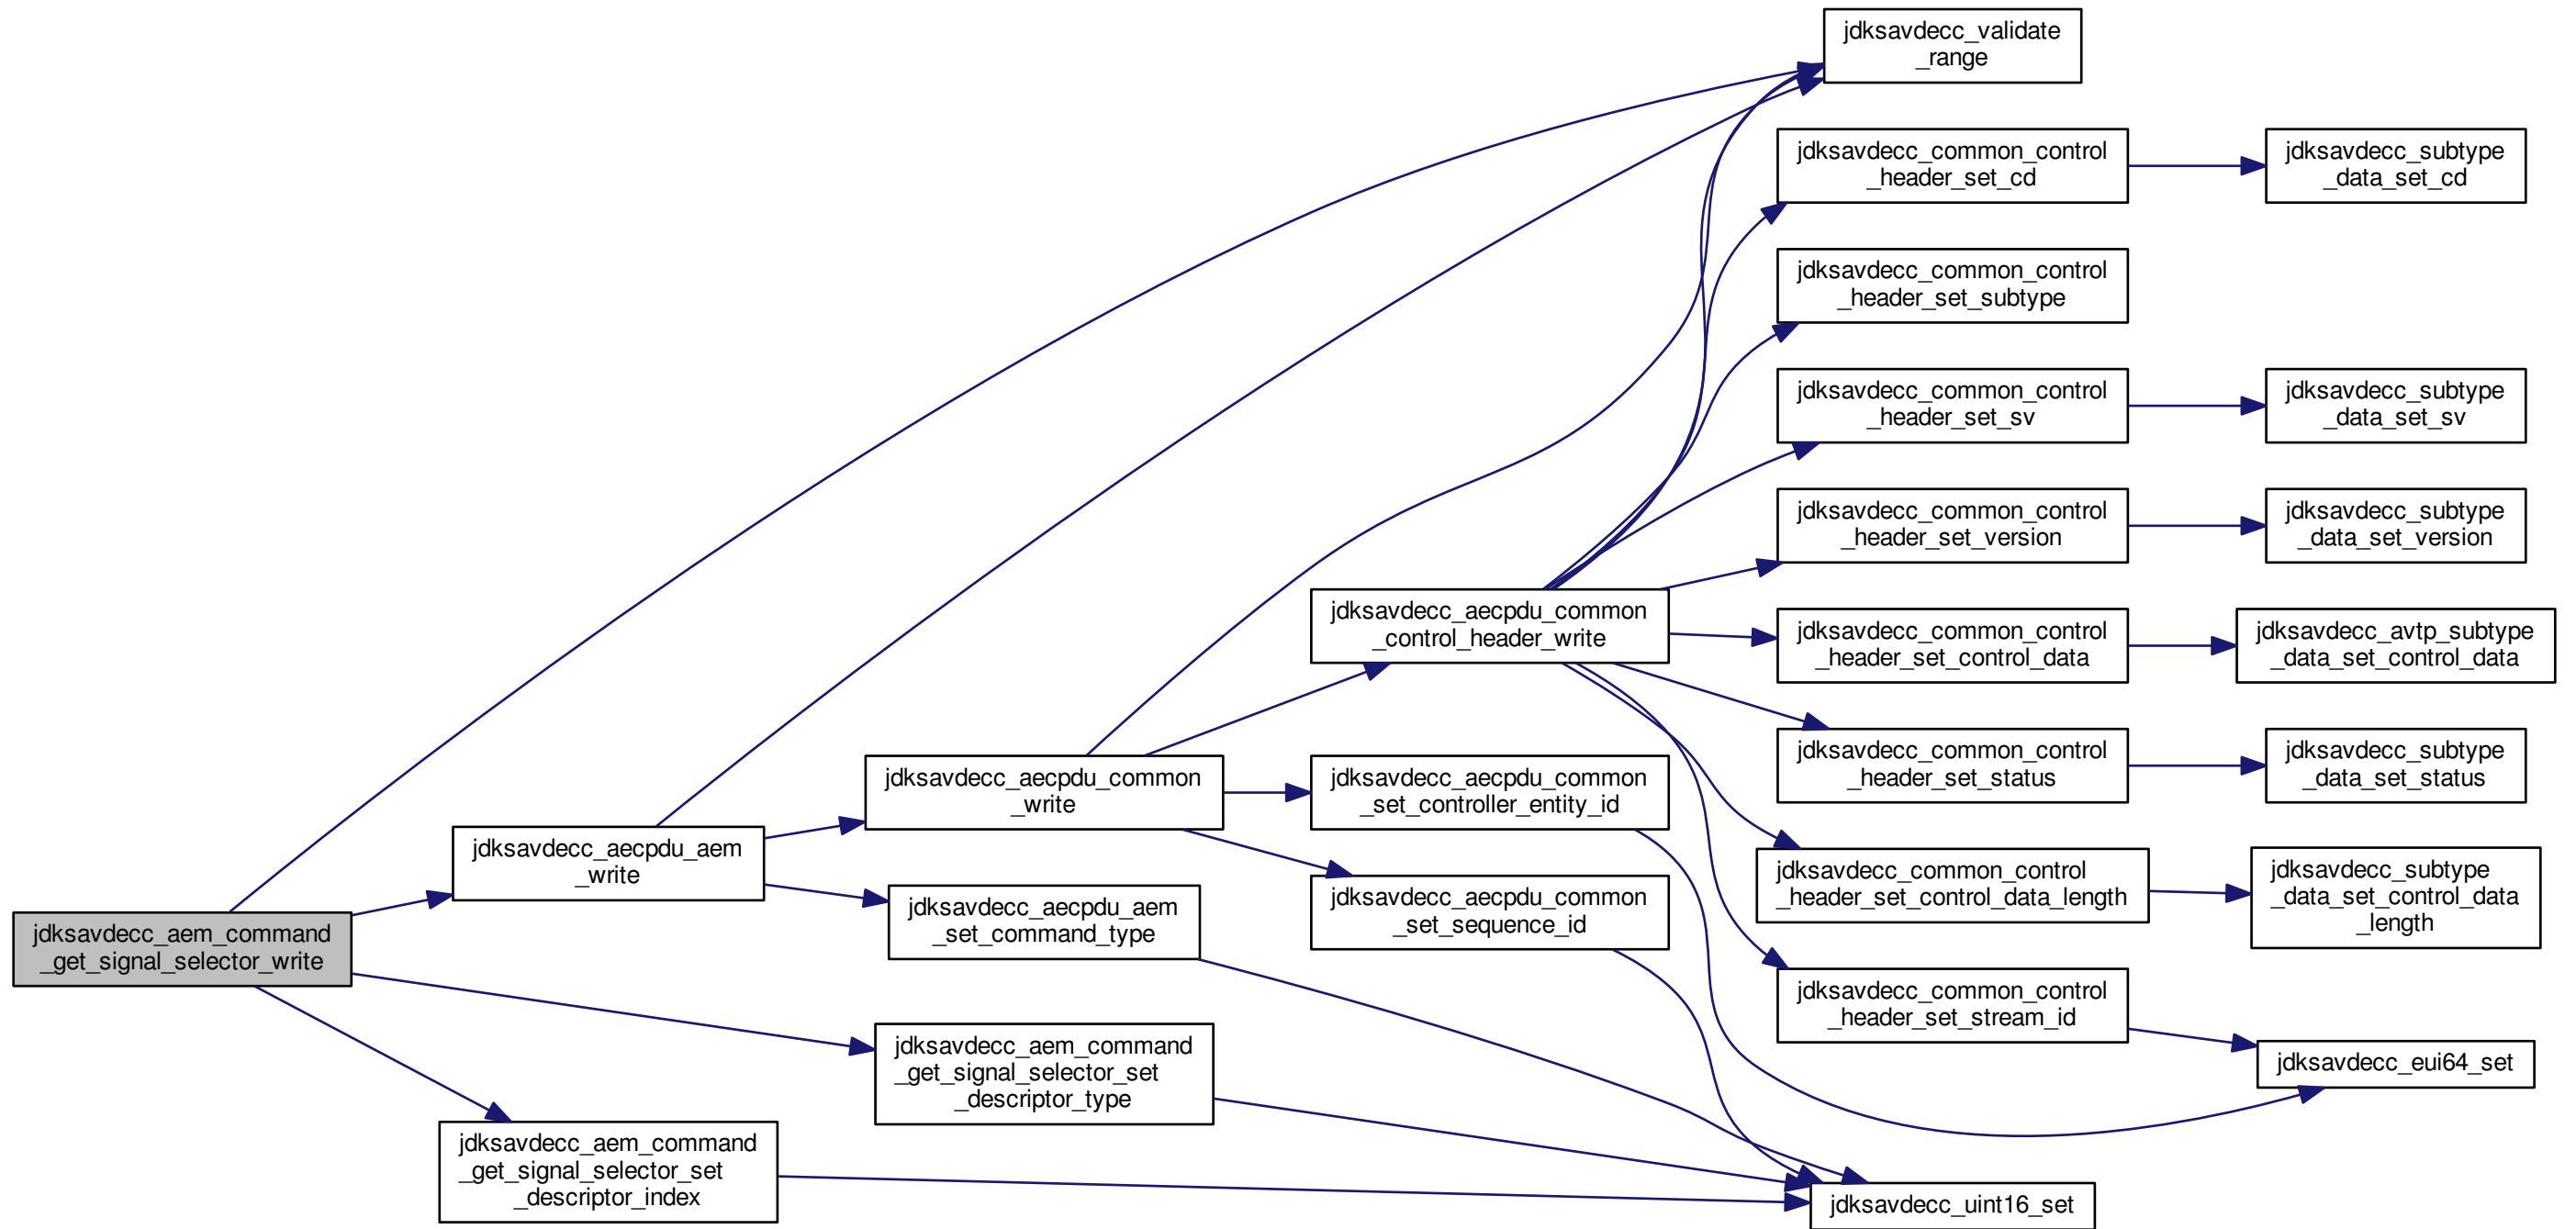 jdksavdecc_validate
_range
jdksavdecc_common_control
_header_set_cd
jdksavdecc_subtype
_data_set_cd
jdksavdecc_common_control
_header_set_subtype
jdksavdecc_common_control
_header_set_sv
jdksavdecc_subtype
_data_set_sv
jdksavdecc_common_control
_header_set_version
jdksavdecc_subtype
_data_set_version
jdksavdecc_aecpdu_common
_control_header_write
jdksavdecc_common_control
_header_set_control_data
jdksavdecc_avtp_subtype
_data_set_control_data
jdksavdecc_common_control
_header_set_status
jdksavdecc_subtype
_data_set_status
jdksavdecc_aecpdu_common
_write
jdksavdecc_aecpdu_common
_set_controller_entity_id
jdksavdecc_aecpdu_aem
_write
jdksavdecc_common_control
_header_set_control_data_length
jdksavdecc_subtype
_data_set_control_data
_length
jdksavdecc_aecpdu_aem
_set_command_type
jdksavdecc_aecpdu_common
_set_sequence_id
jdksavdecc_aem_command
_get_signal_selector_write
jdksavdecc_common_control
_header_set_stream_id
jdksavdecc_eui64_set
jdksavdecc_aem_command
_get_signal_selector_set
_descriptor_type
jdksavdecc_aem_command
_get_signal_selector_set
_descriptor_index
jdksavdecc_uint16_set